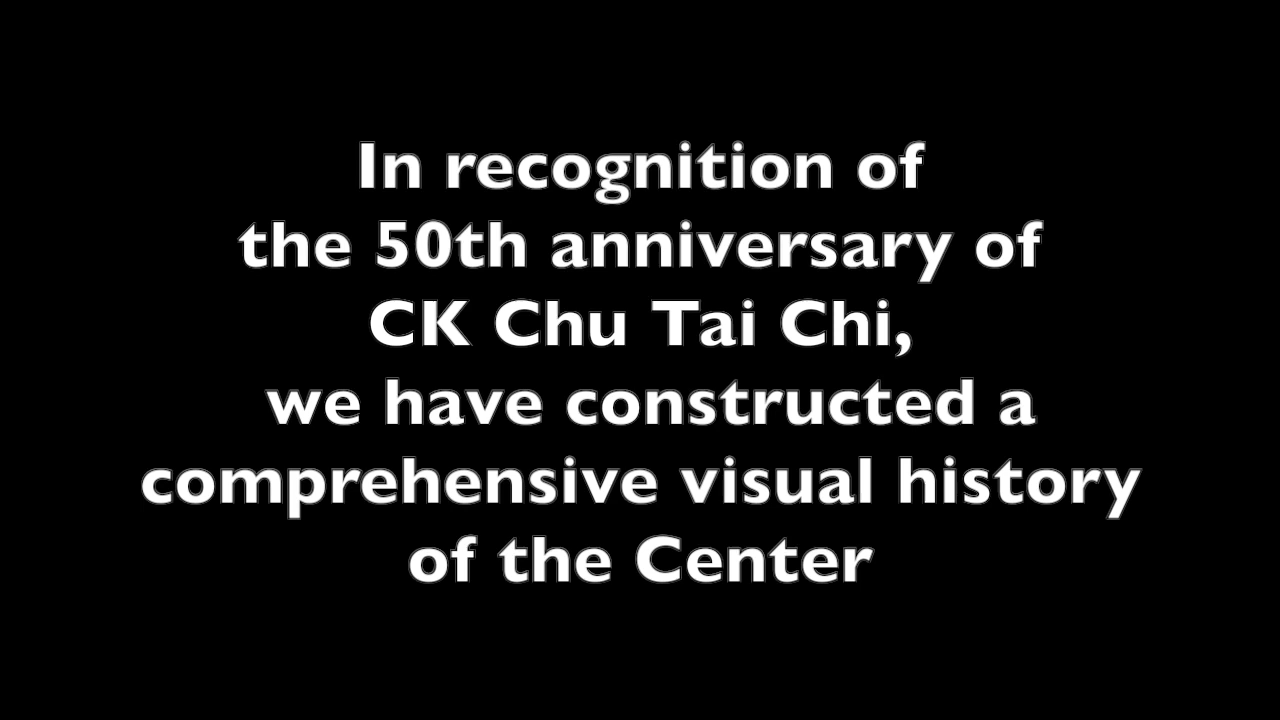 In recognition of
the 50th anniversary of
CK Chu Tai Chi,
we have constructed a
comprehensive visual history
of the Center